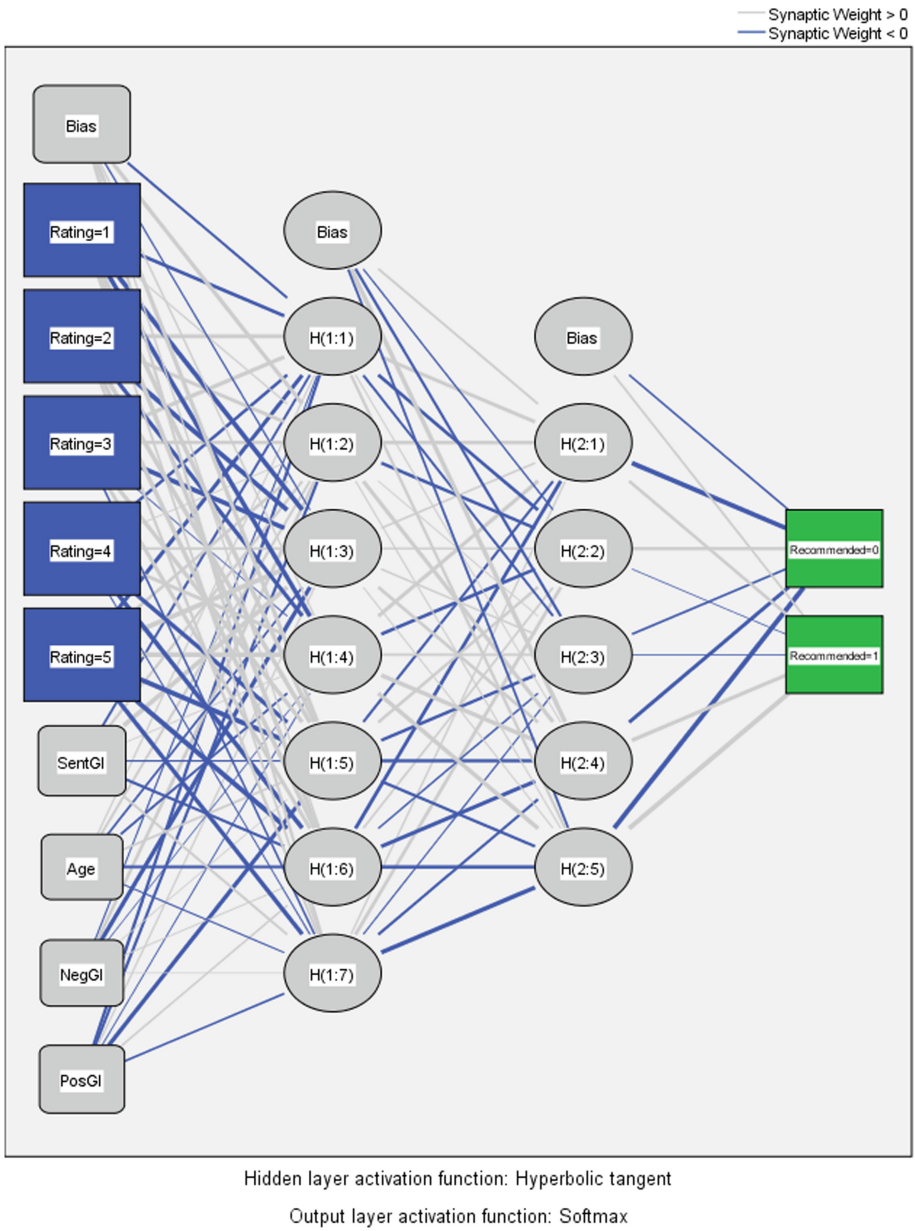 Synaptic Weight > 0
Synaptic Weight < 0
Bias
Rating=1
Bias
Rating=2
H(1:1)
Bias
Rating=3
H(1:2)
H(2:1)
Rating=4
H(1:3)
H(2:2)
Recommended=0
Rating=5
H(1:4)
H(2:3)
Recommended=1
SentGI
H(1:5)
H(2:4)
Age
H(1:6)
H(2:5)
NegGI
H(1:7)
PosGI
Hidden layer activation function: Hyperbolic tangent
Output layer activation function: Softmax